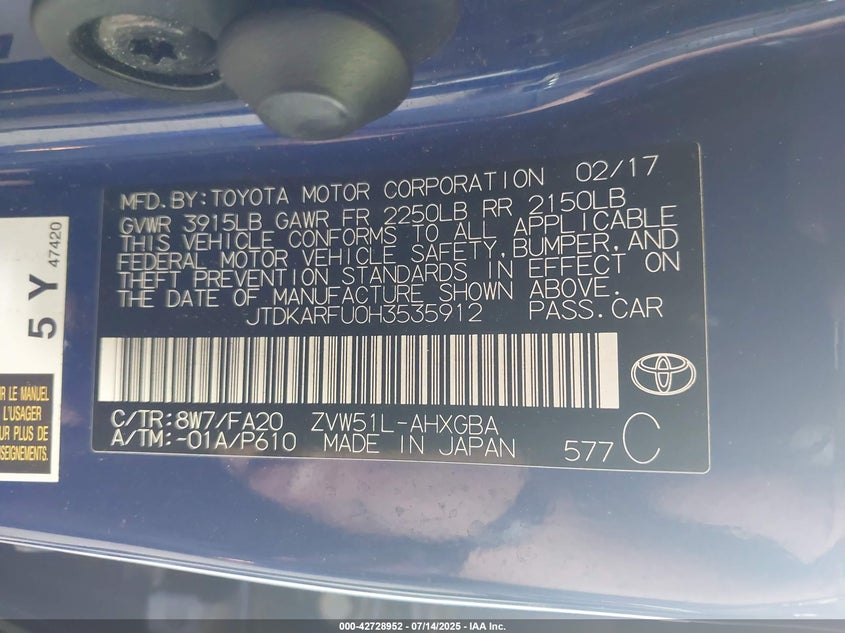 MFD. BY: TOYOTA MOTOR CORPORATION 02/17
GVWR 3915LB GAWR FR 2250LB RR 2150LB
THIS VEHICLE CONFORMS TO ALL APPLICABLE
FEDERAL MOTOR VEHICLE SAFETY, BUMPER, AND
THEFT PREVENTION STANDARDS IN EFFECT ON
THE DATE OF MANUFACTURE SHOWN ABOVE.
JTDKARFU0H3535912 PASS.CAR
C/TR: 8W7/FA20 ZVW51L-AHXGBA
A/TM: -01A/P610 MADE IN JAPAN 577 C
5 Y 47420
LE MANUEL
L'USAGER
UR PLUS DE
SEIGNEMENTS.
000-42728952 - 07/14/2025 - IAA Inc.